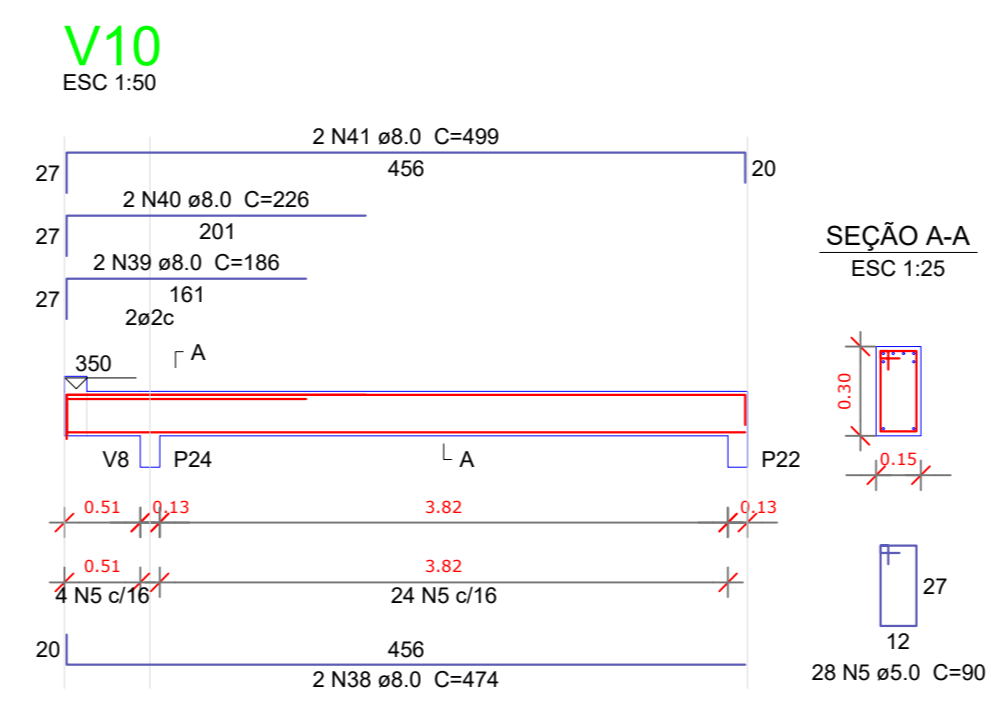 V10
ESC 1:50
2 N41 ø8.0 C=499
27 456 20
2 N40 ø8.0 C=226
27 201
2 N39 ø8.0 C=186
27 161
2ø2c
A
350
V8 P24 A P22
0.51 0.13 3.82 0.13
0.51 3.82
4 N5 c/16 24 N5 c/16
20 456
2 N38 ø8.0 C=474
SEÇÃO A-A
ESC 1:25
0.30
0.15
27
12
28 N5 ø5.0 C=90